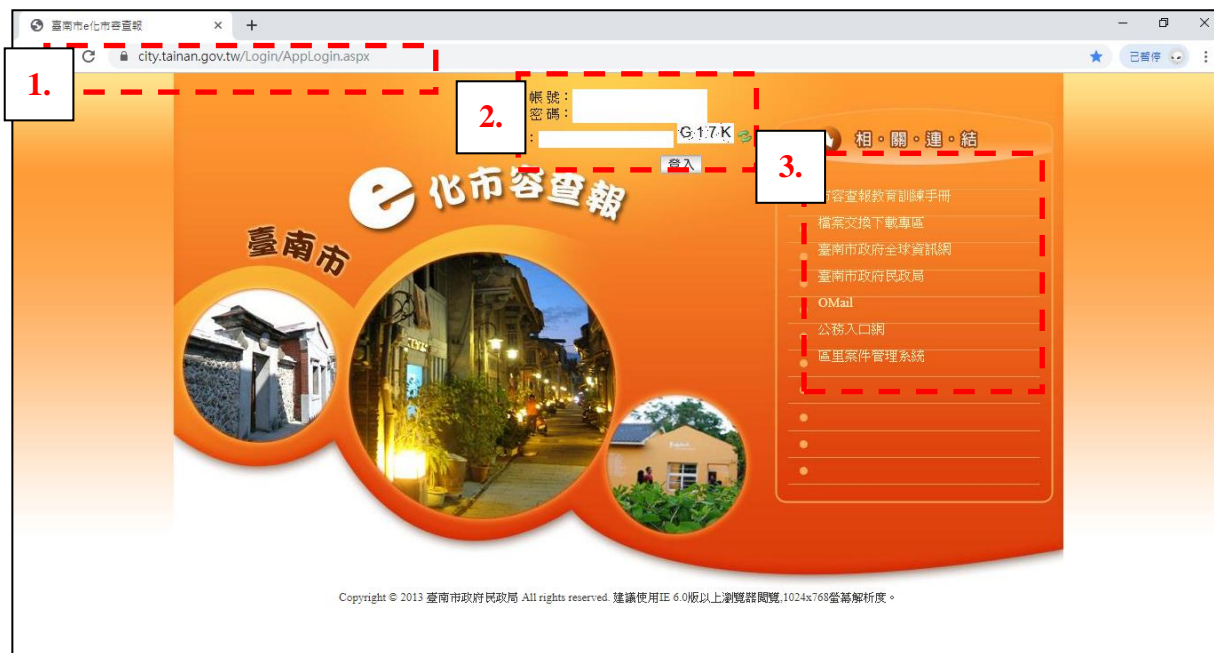 臺南市e化市容查報
city.tainan.gov.tw/Login/AppLogin.aspx
已暫停
1.
2.
帳號：
密碼：
：
G17K
登入
3.
相•關•連•結
市容查報教育訓練手冊
檔案交換下載專區
臺南市政府全球資訊網
臺南市政府民政局
OMail
公務入口網
區里案件管理系統
e化市容查報
臺南市
Copyright © 2013 臺南市政府民政局 All rights reserved. 建議使用IE 6.0版以上瀏覽器閱覽,1024x768螢幕解析度。